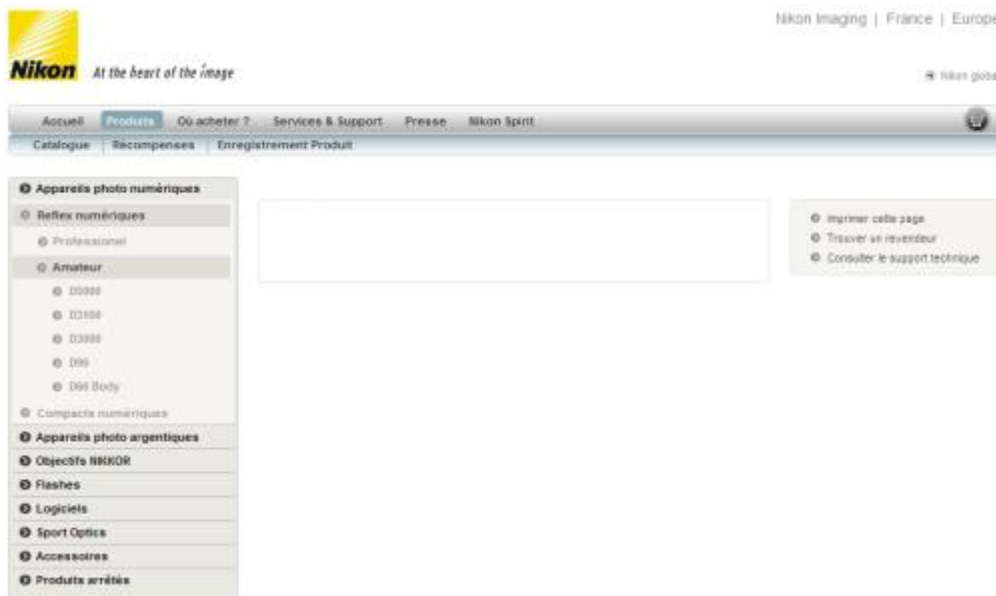 Nikon Imaging | France | Europe
Nikon At the heart of the image
Nikon globa
Accueil Produits Où acheter ? Services & Support Presse Nikon Spirit
Catalogue Récompenses Enregistrement Produit
Appareils photo numériques
Reflex numériques
Professionnel
Amateur
D5000
D3100
D3000
D90
D90 Body
Compacts numériques
Appareils photo argentiques
Objectifs NIKKOR
Flashes
Logiciels
Sport Optics
Accessoires
Produits arrêtés
Imprimer cette page
Trouver un revendeur
Consulter le support technique